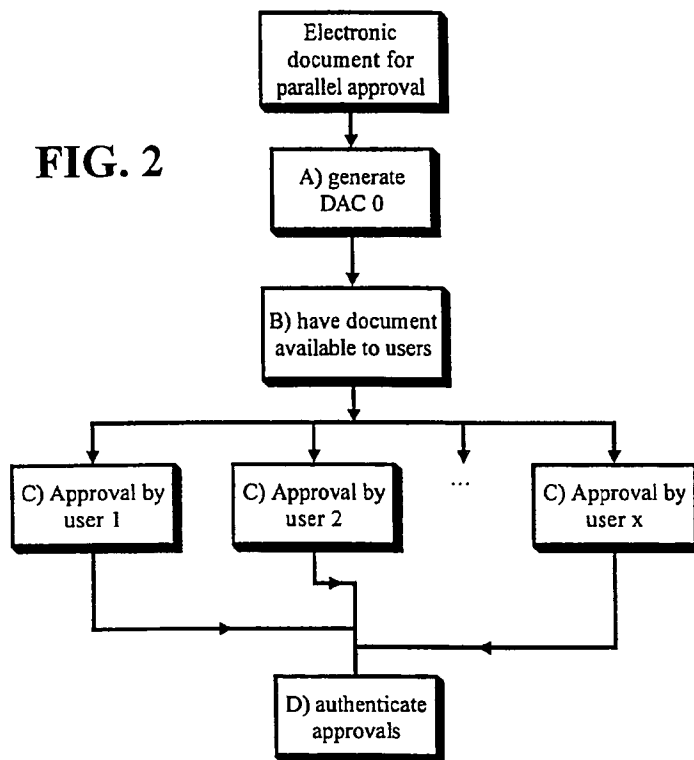 Electronic
document for
parallel approval
FIG. 2
A) generate
DAC 0
B) have document
available to users
C) Approval by
user 1
C) Approval by
user 2
...
C) Approval by
user x
D) authenticate
approvals